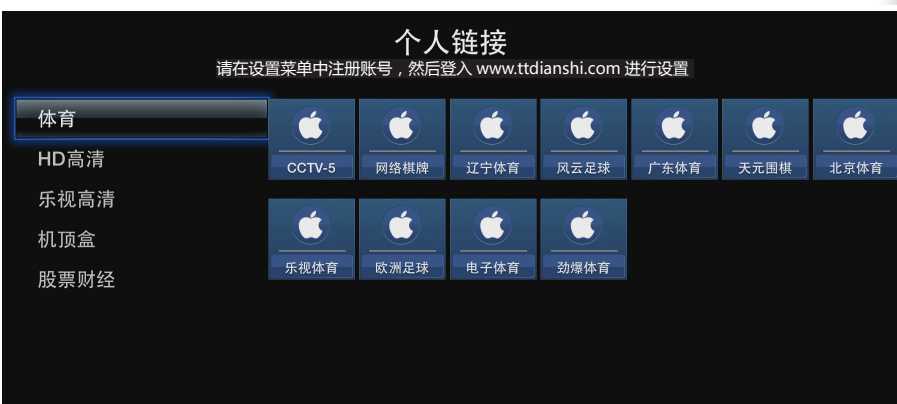 个人链接
请在设置菜单中注册账号，然后登入 www.ttdianshi.com 进行设置
体育
HD高清
乐视高清
机顶盒
股票财经
CCTV-5 网络棋牌 辽宁体育 风云足球 广东体育 天元围棋 北京体育
乐视体育 欧洲足球 电子体育 劲爆体育